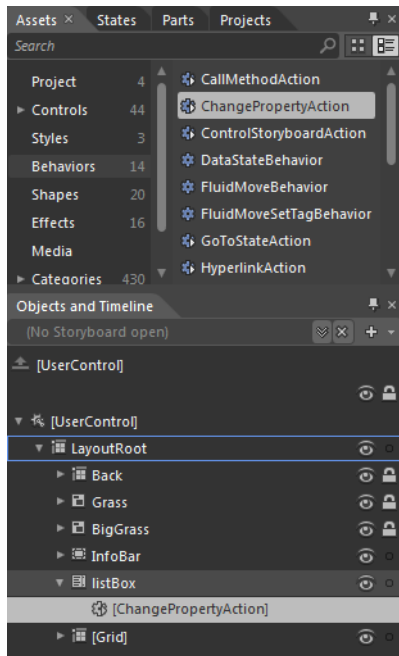 Assets × States Parts Projects
Search
Project 4
Controls 44
Styles 3
Behaviors 14
Shapes 20
Effects 16
Media
Categories 430
CallMethodAction
ChangePropertyAction
ControlStoryboardAction
DataStateBehavior
FluidMoveBehavior
FluidMoveSetTagBehavior
GoToStateAction
HyperlinkAction
Objects and Timeline
(No Storyboard open)
[UserControl]
[UserControl]
LayoutRoot
Back
Grass
BigGrass
InfoBar
listBox
[ChangePropertyAction]
[Grid]